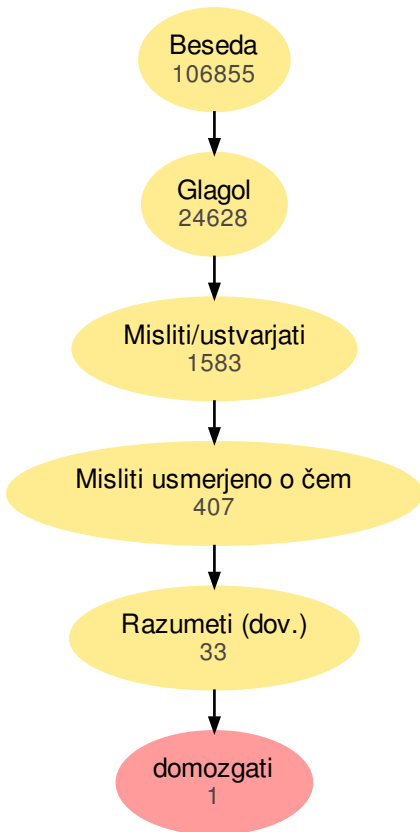 Beseda
106855
Glagol
24628
Misliti/ustvarjati
1583
Misliti usmerjeno o čem
407
Razumeti (dov.)
33
domozgati
1